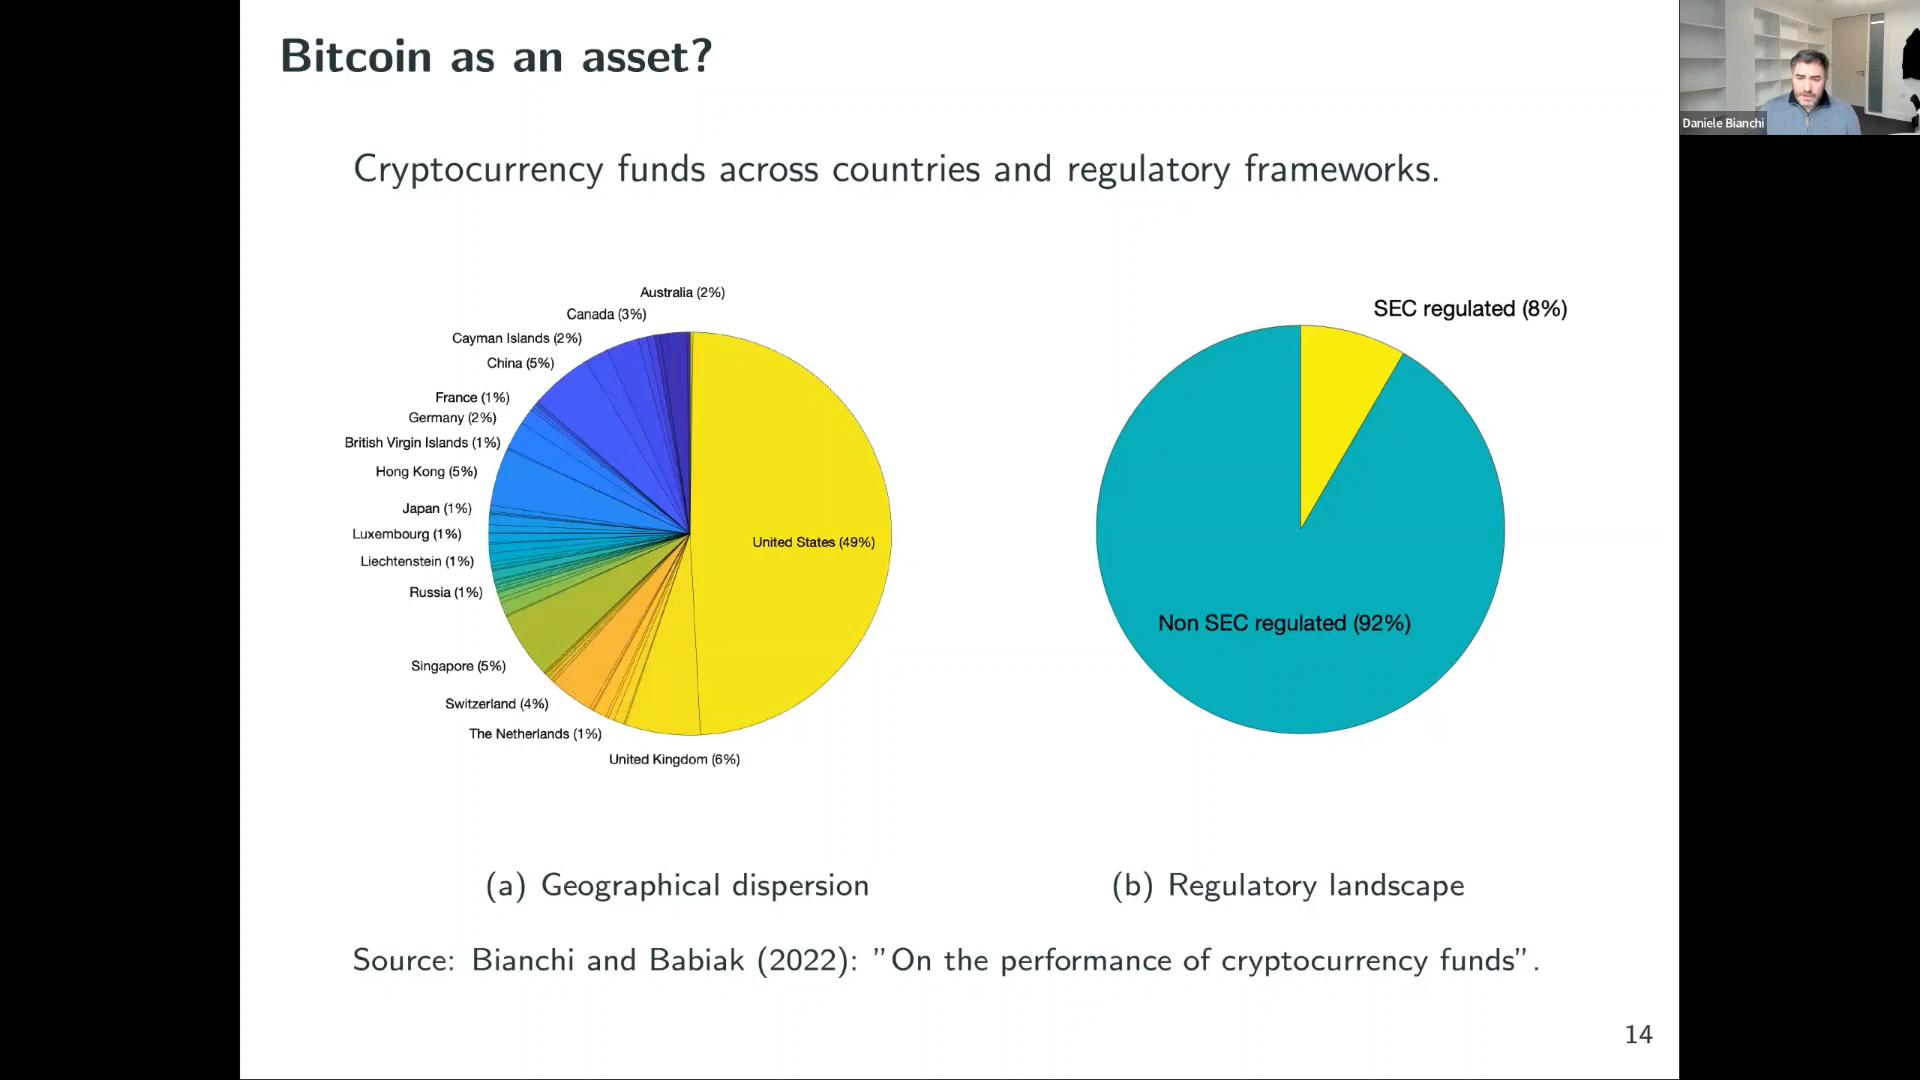 Bitcoin as an asset?
Daniele Bianchi
Cryptocurrency funds across countries and regulatory frameworks.
Australia (2%)
Canada (3%)
Cayman Islands (2%)
China (5%)
France (1%)
Germany (2%)
British Virgin Islands (1%)
Hong Kong (5%)
Japan (1%)
Luxembourg (1%)
Liechtenstein (1%)
Russia (1%)
Singapore (5%)
Switzerland (4%)
The Netherlands (1%)
United Kingdom (6%)
United States (49%)
SEC regulated (8%)
Non SEC regulated (92%)
(a) Geographical dispersion
(b) Regulatory landscape
Source: Bianchi and Babiak (2022): ”On the performance of cryptocurrency funds”.
14